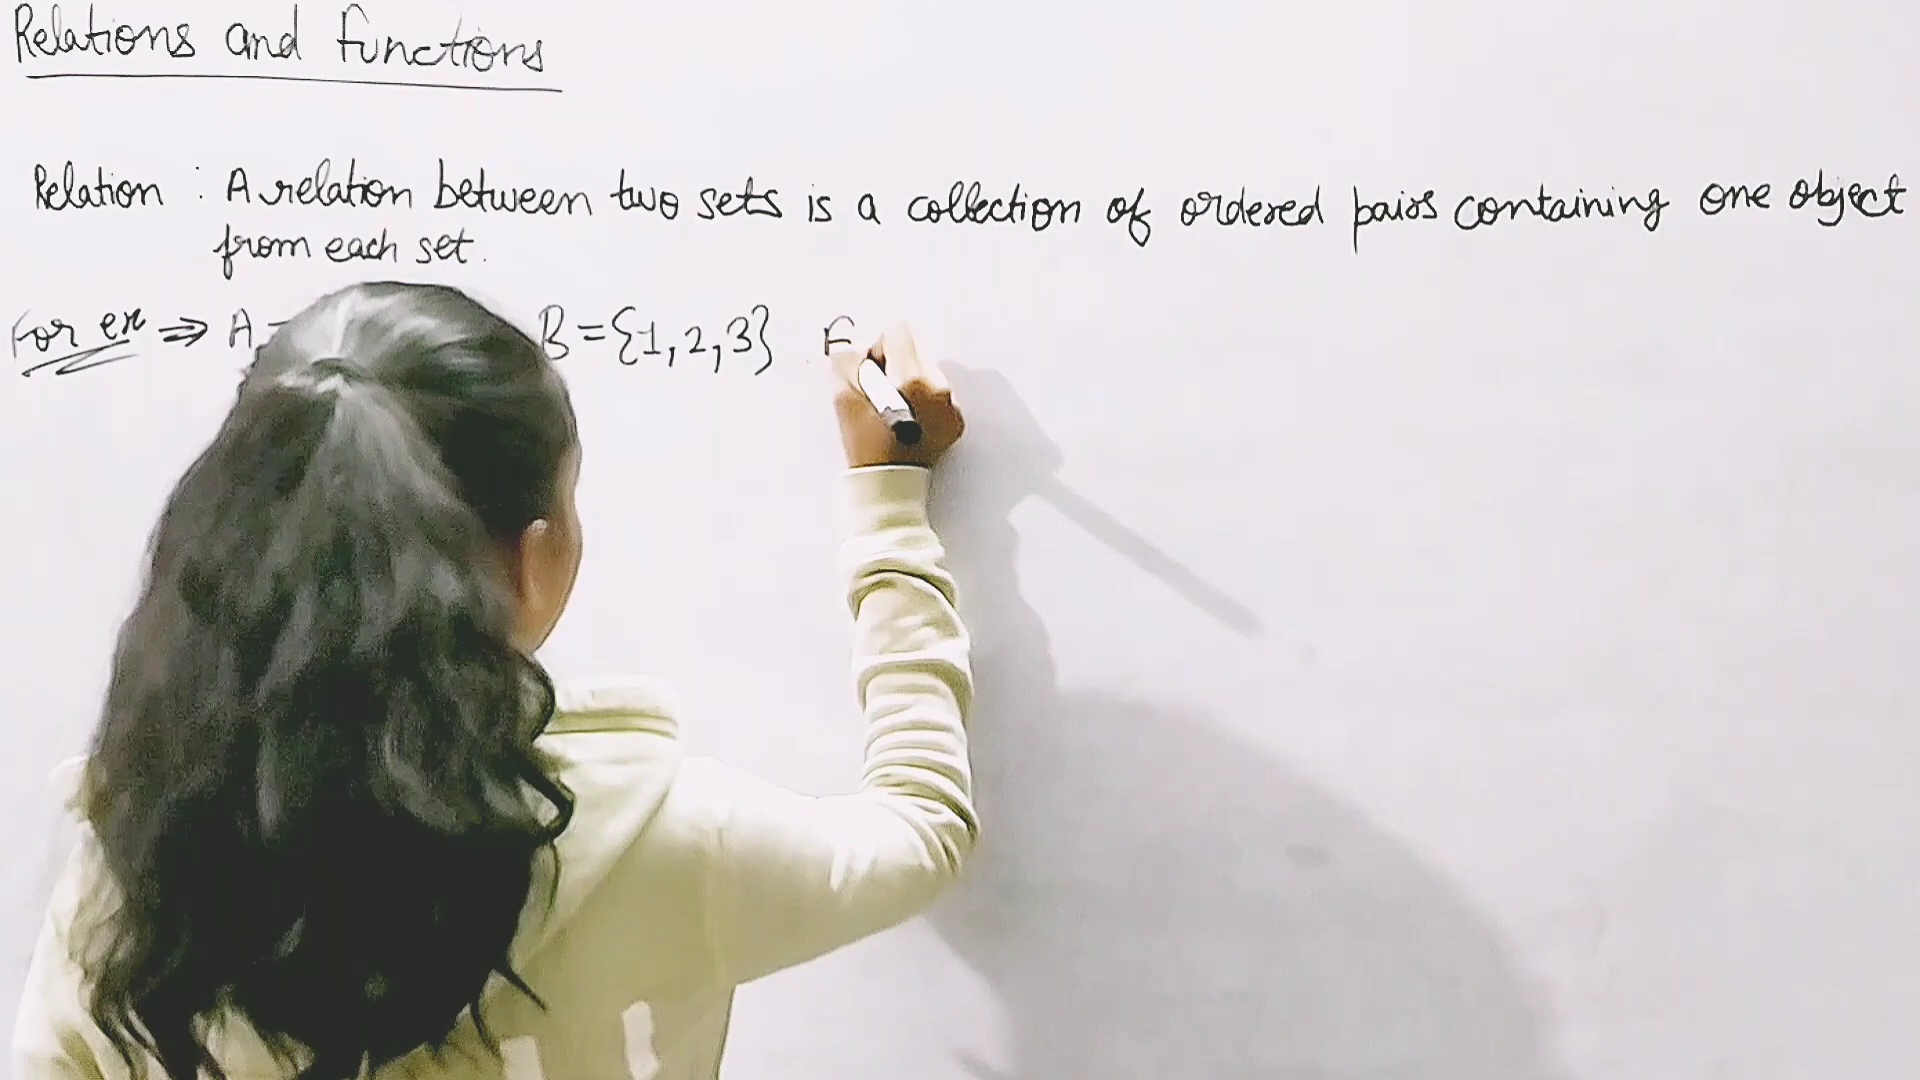 Relations and functions
Relation : A relation between two sets is a collection of ordered pairs containing one object
from each set.
For ex ⇒ A = B = {1, 2, 3} F